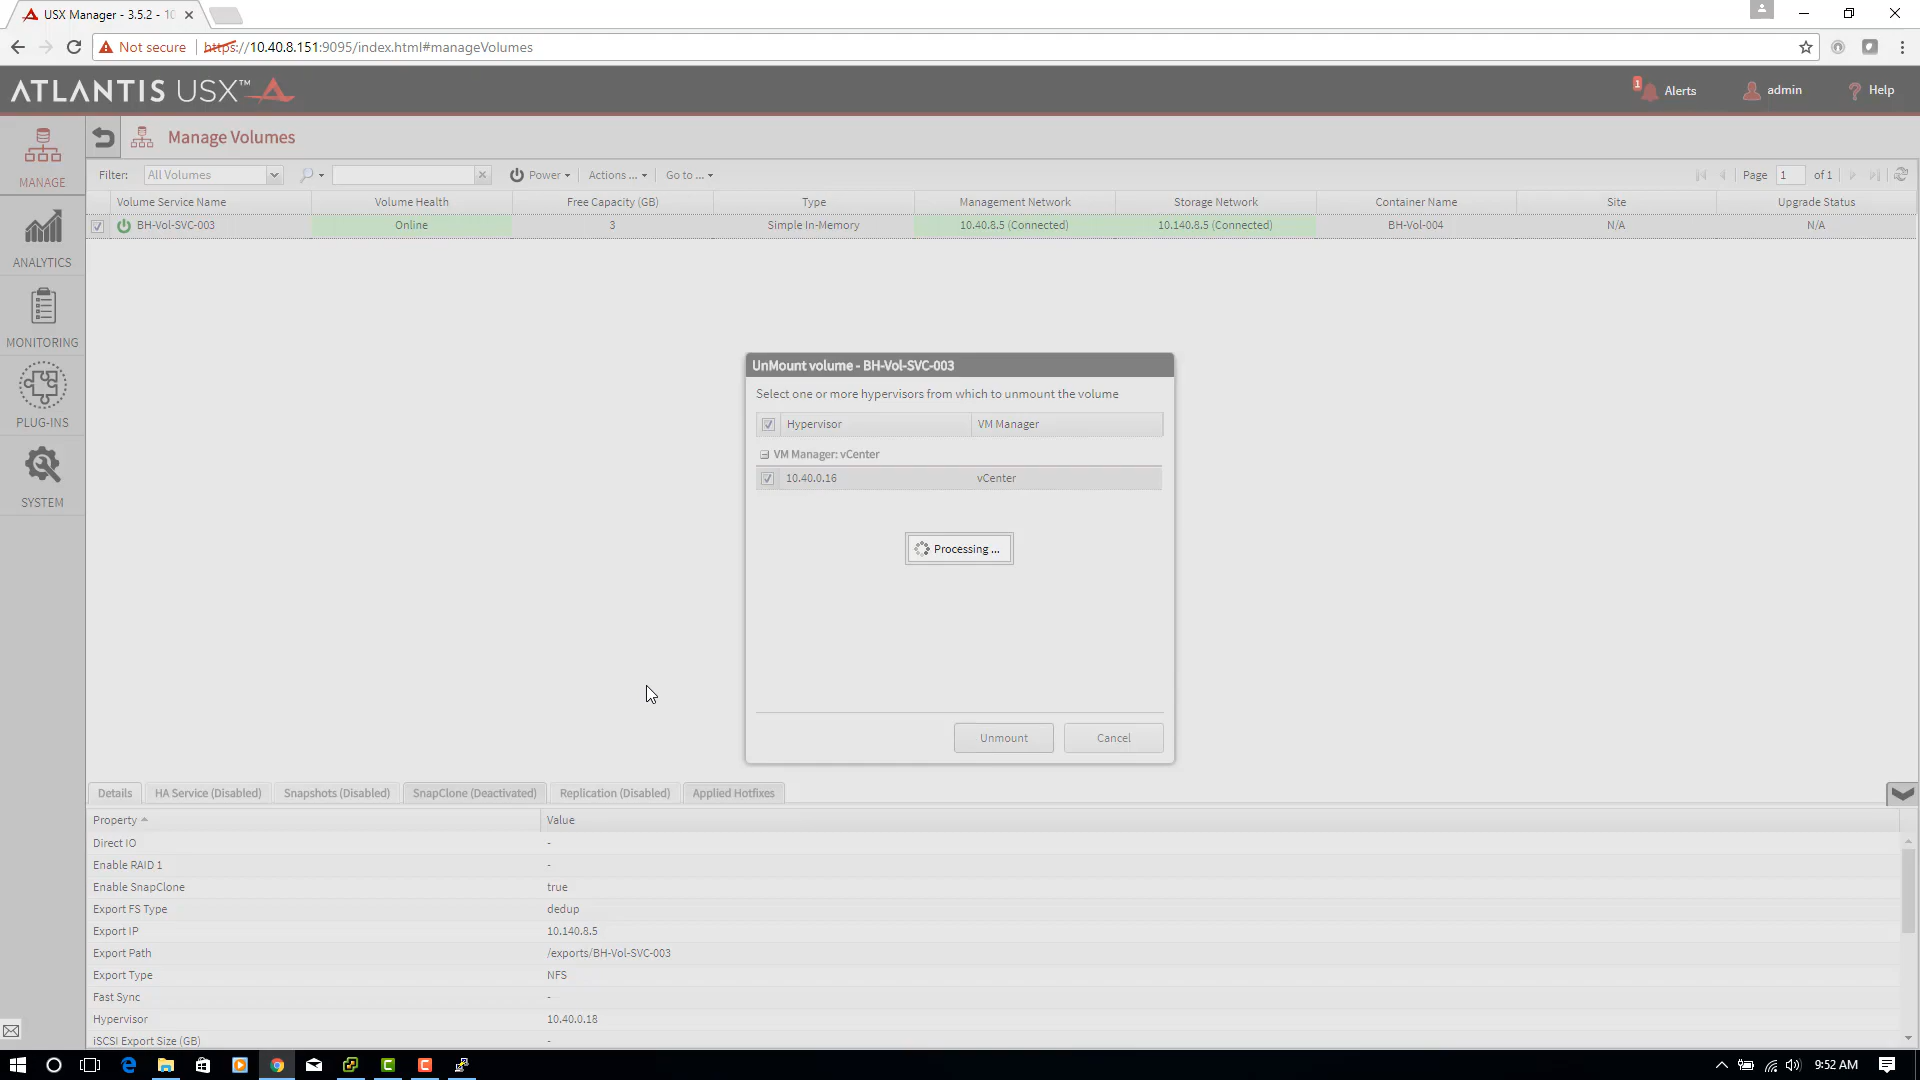 USX Manager - 3.5.2 - 10
Not secure https://10.40.8.151:9095/index.html#manageVolumes
ATLANTIS USX™
1 Alerts admin Help
MANAGE
ANALYTICS
MONITORING
PLUG-INS
SYSTEM
Manage Volumes
Filter: All Volumes Power Actions ... Go to ... Page 1 of 1
Volume Service Name Volume Health Free Capacity (GB) Type Management Network Storage Network Container Name Site Upgrade Status
BH-Vol-SVC-003 Online 3 Simple In-Memory 10.40.8.5 (Connected) 10.140.8.5 (Connected) BH-Vol-004 N/A N/A
UnMount volume - BH-Vol-SVC-003
Select one or more hypervisors from which to unmount the volume
Hypervisor VM Manager
VM Manager: vCenter
10.40.0.16 vCenter
Processing ...
Unmount Cancel
Details HA Service (Disabled) Snapshots (Disabled) SnapClone (Deactivated) Replication (Disabled) Applied Hotfixes
Property Value
Direct IO -
Enable RAID 1 -
Enable SnapClone true
Export FS Type dedup
Export IP 10.140.8.5
Export Path /exports/BH-Vol-SVC-003
Export Type NFS
Fast Sync -
Hypervisor 10.40.0.18
iSCSI Export Size (GB) -
9:52 AM